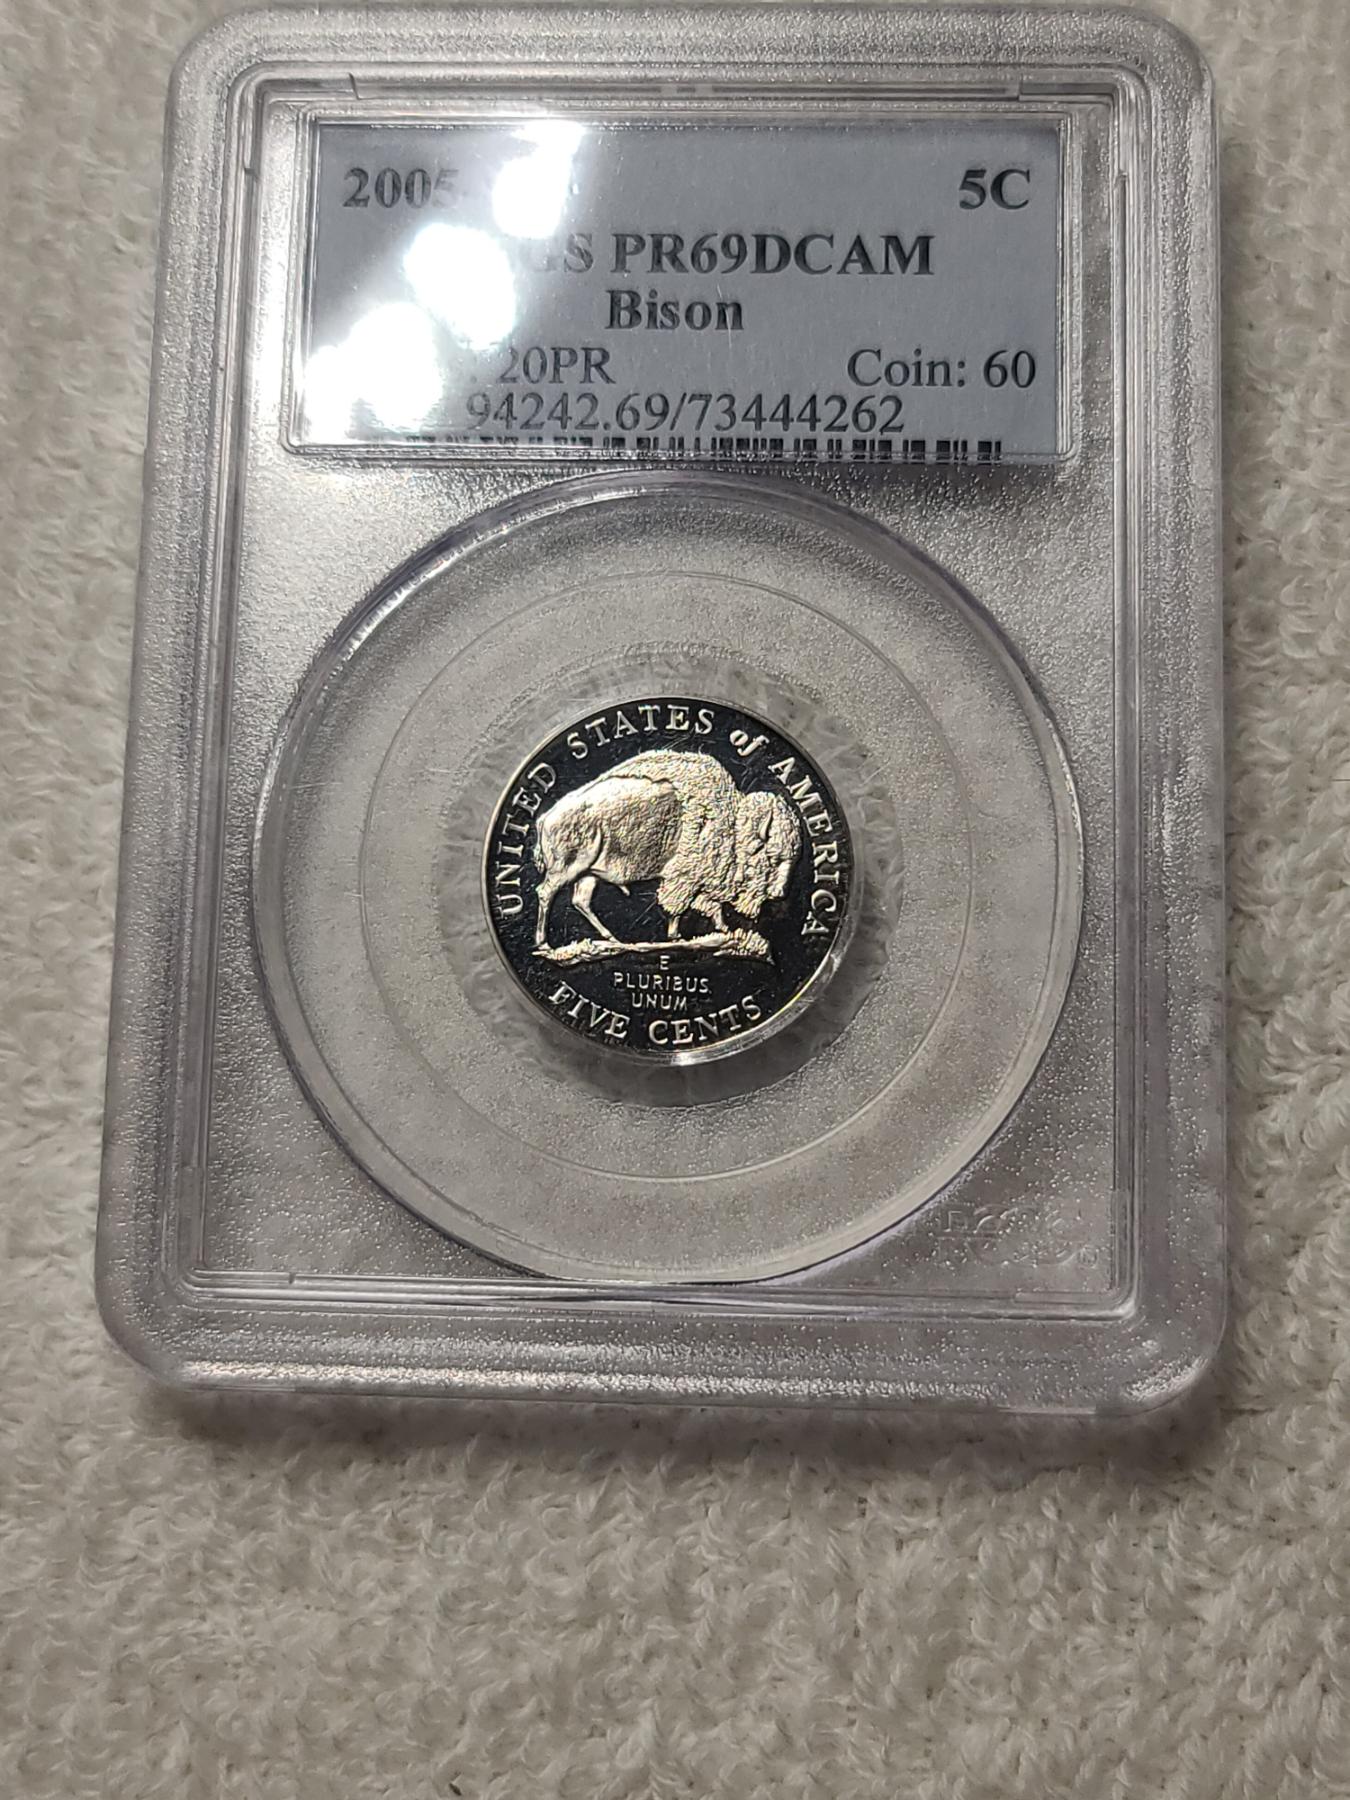 2005 5C
PR69DCAM
Bison
20PR Coin: 60
94242.69/73444262
UNITED STATES of AMERICA
E
PLURIBUS
UNUM
FIVE CENTS